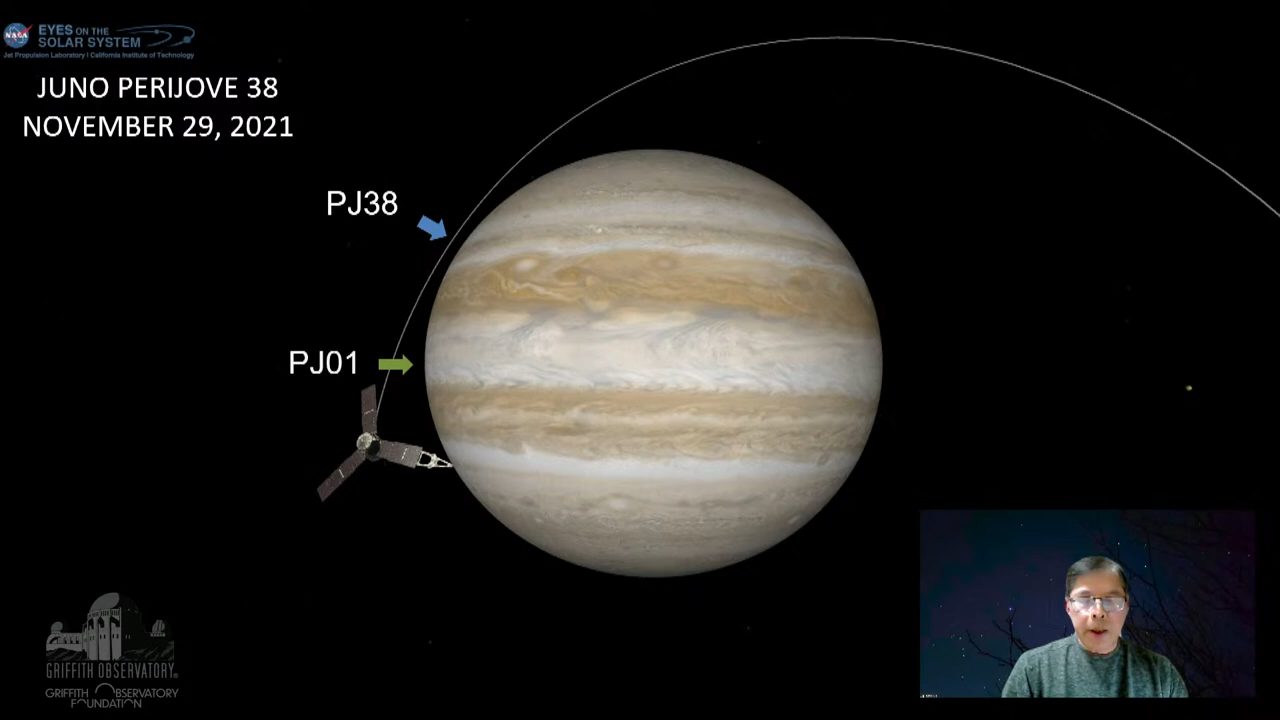 NASA
EYES ON THE
SOLAR SYSTEM
Jet Propulsion Laboratory | California Institute of Technology
JUNO PERIJOVE 38
NOVEMBER 29, 2021
PJ38
PJ01
GRIFFITH OBSERVATORY®
GRIFFITH OBSERVATORY
FOUNDATION